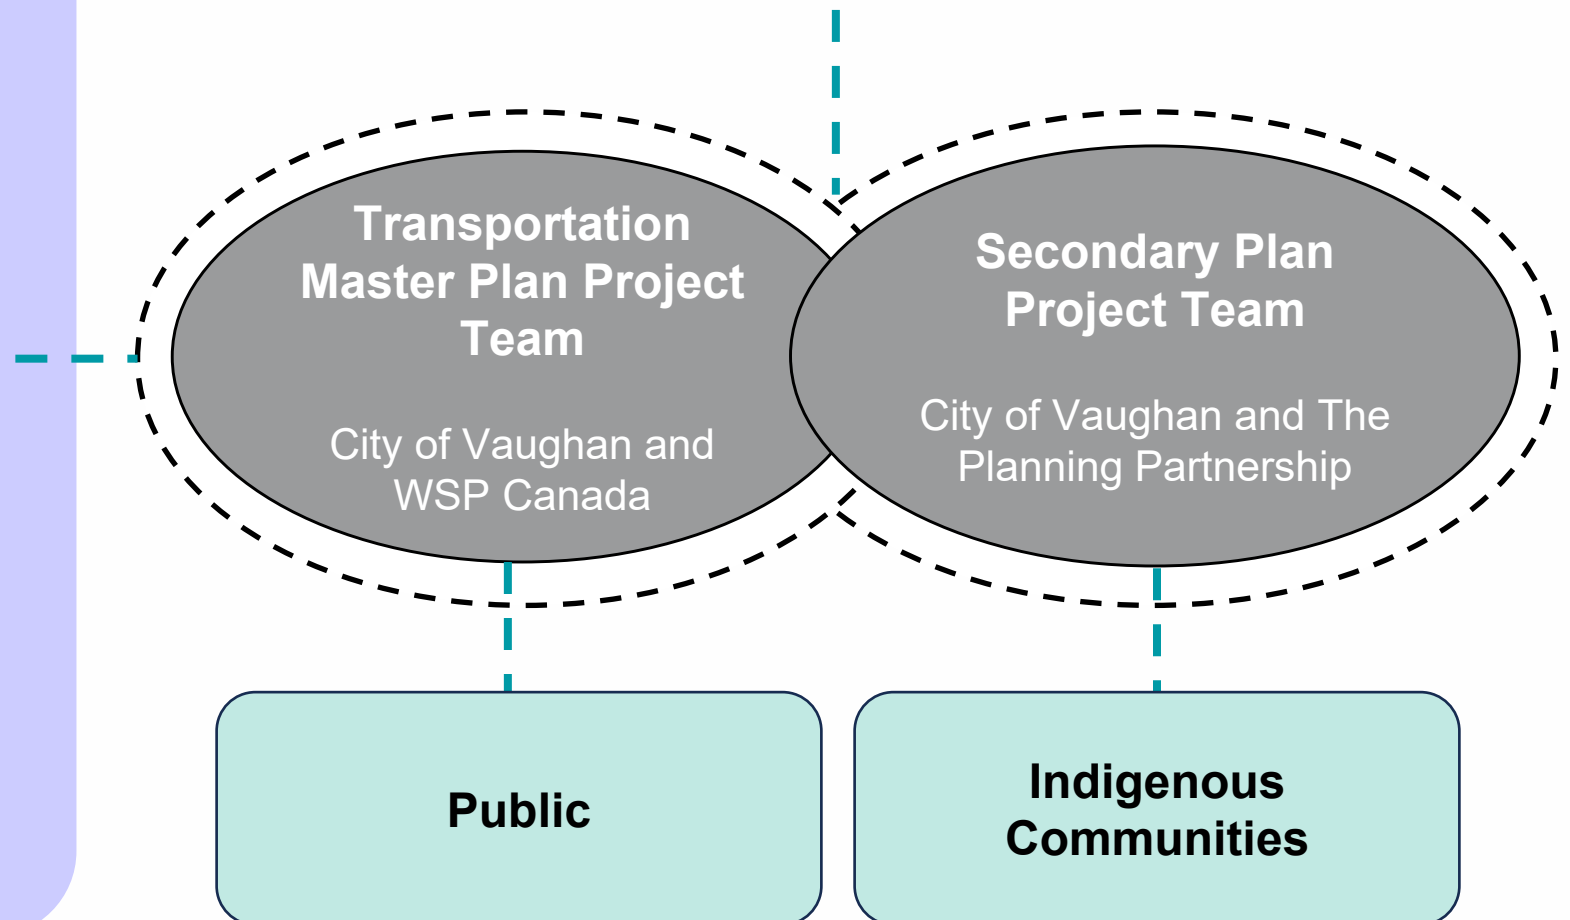 Transportation
Master Plan Project
Team
City of Vaughan and
WSP Canada
Secondary Plan
Project Team
City of Vaughan and The
Planning Partnership
Public
Indigenous
Communities